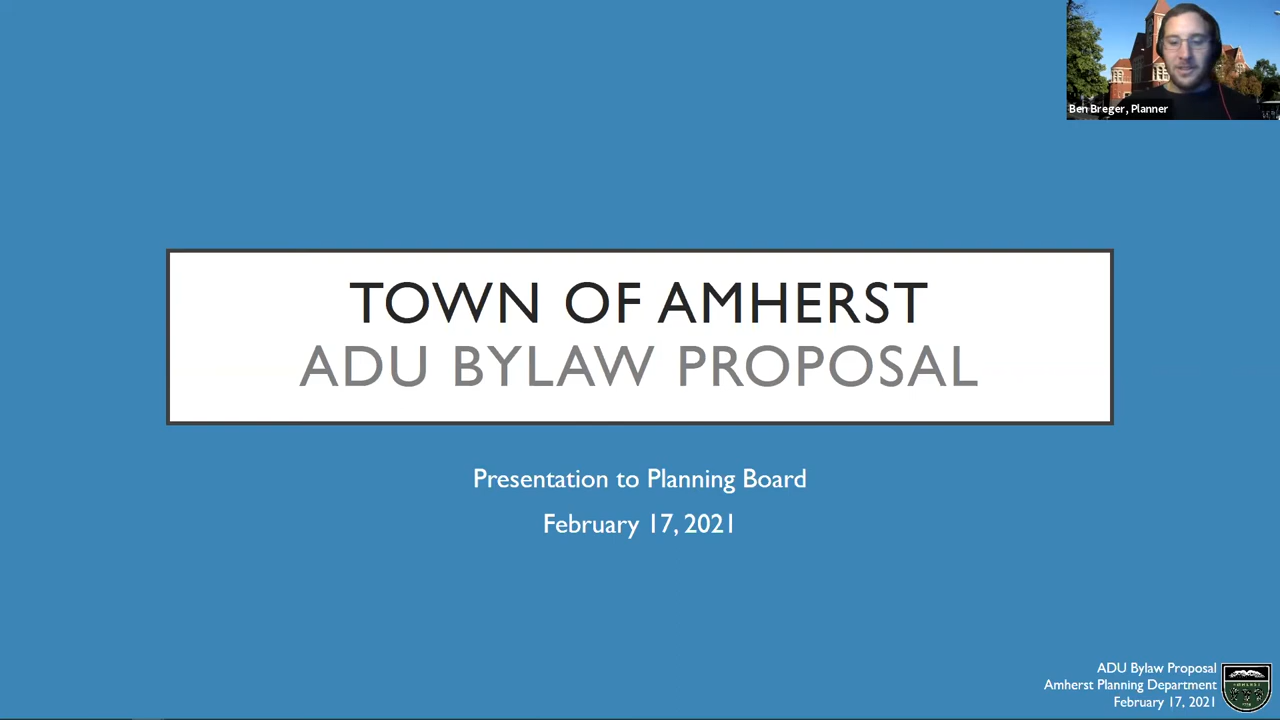 Ben Breger, Planner
TOWN OF AMHERST
ADU BYLAW PROPOSAL
Presentation to Planning Board
February 17, 2021
ADU Bylaw Proposal
Amherst Planning Department
February 17, 2021